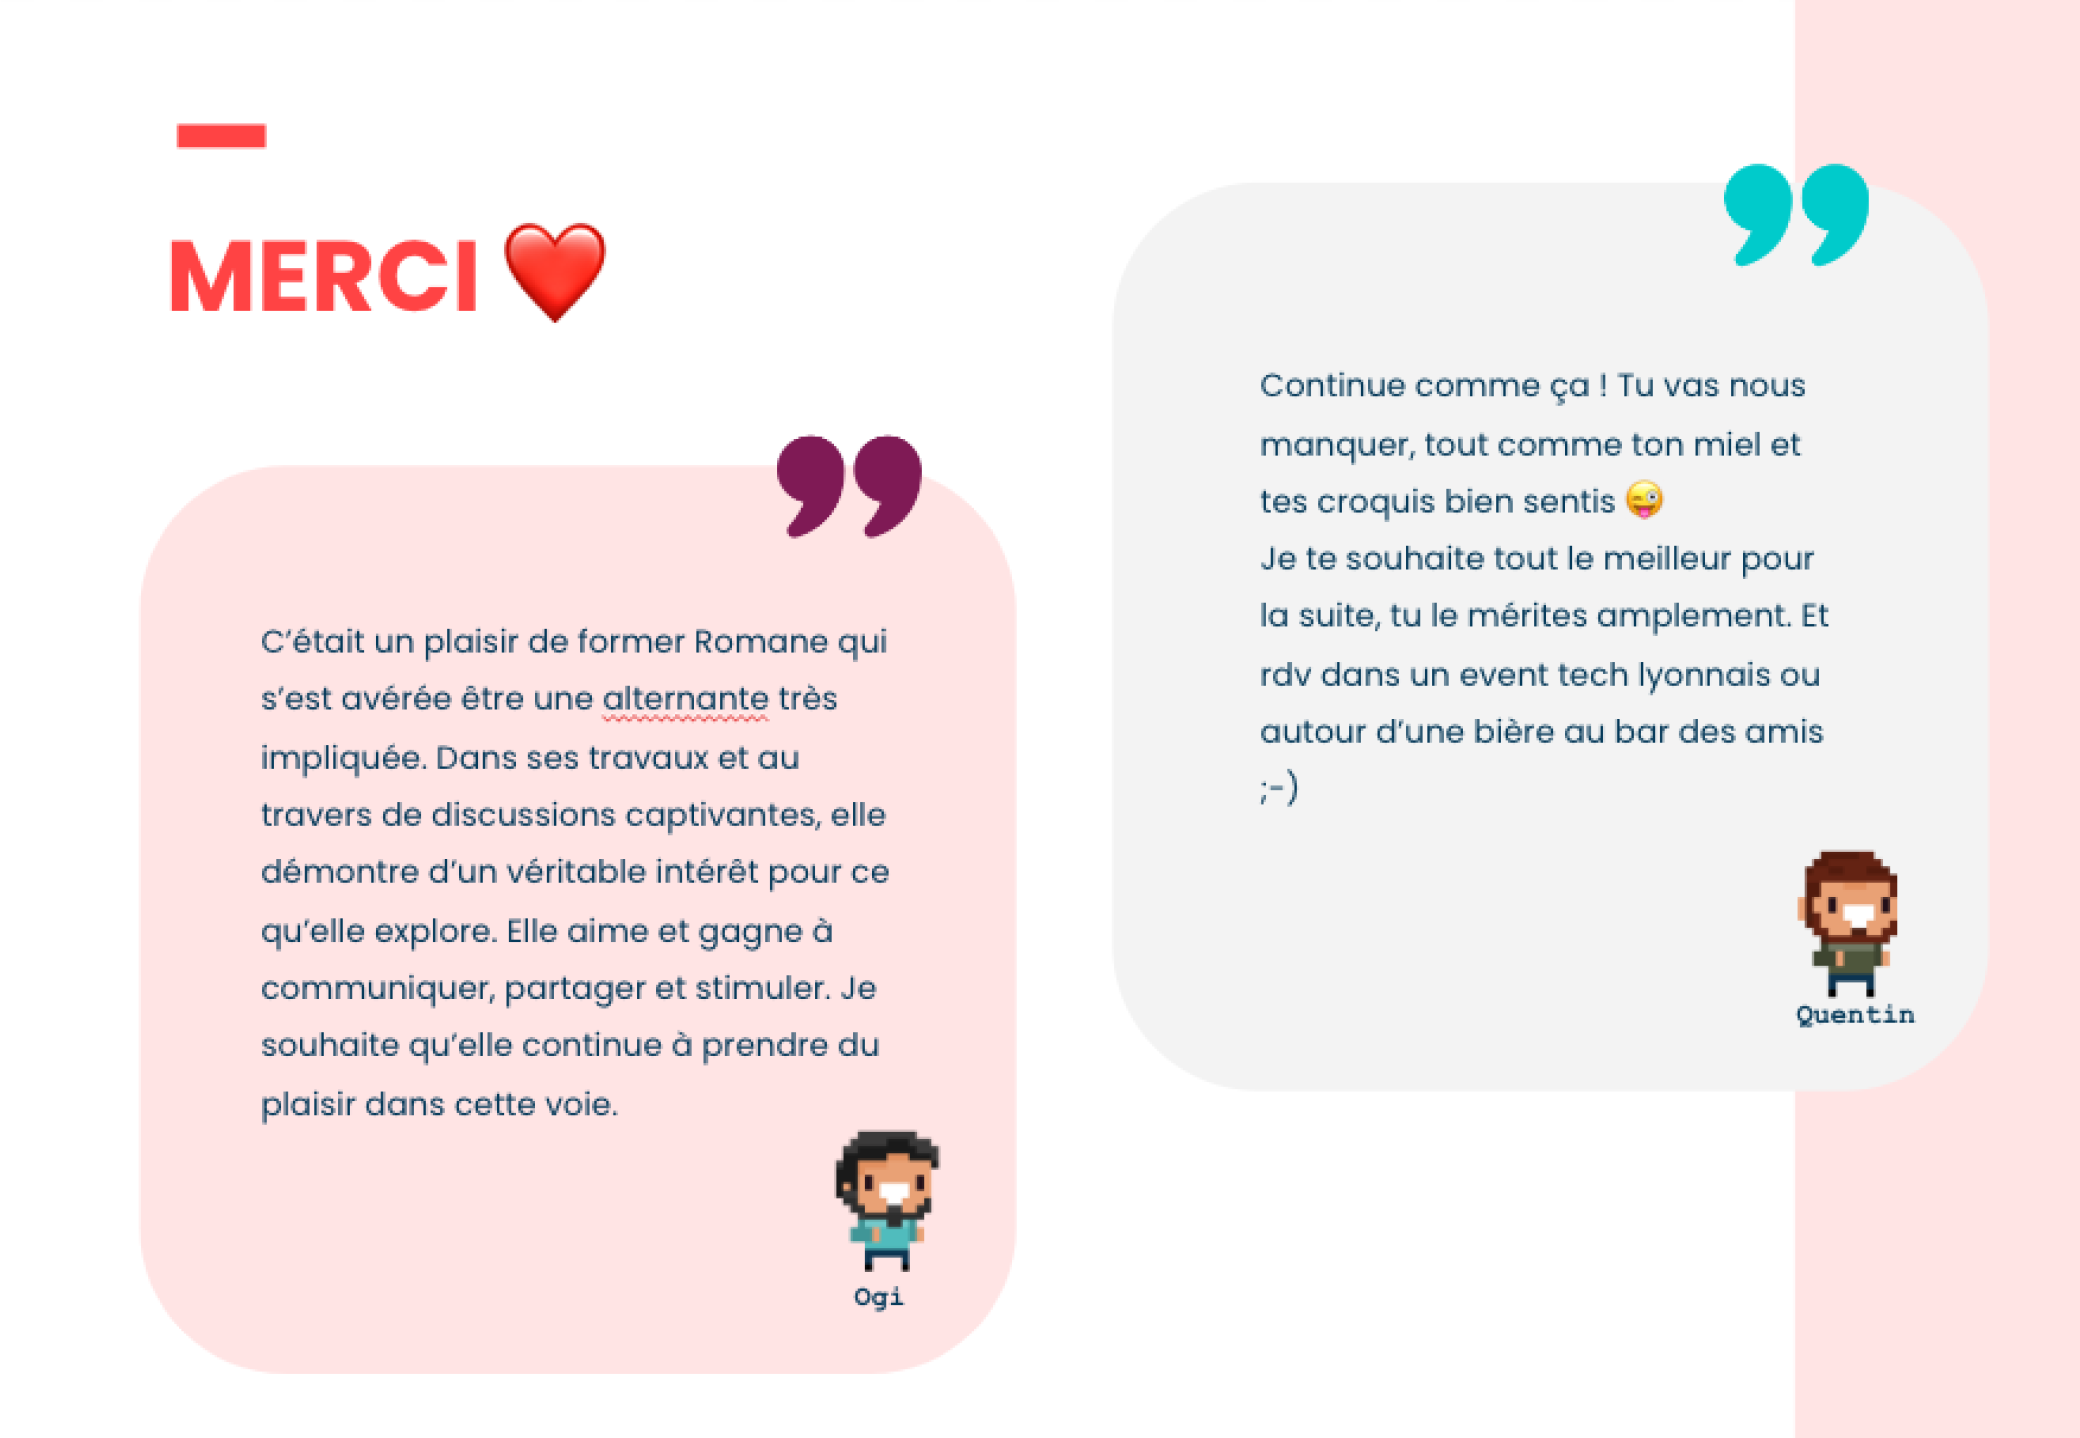 MERCI ❤️
C’était un plaisir de former Romane qui
s’est avérée être une alternante très
impliquée. Dans ses travaux et au
travers de discussions captivantes, elle
démontre d’un véritable intérêt pour ce
qu’elle explore. Elle aime et gagne à
communiquer, partager et stimuler. Je
souhaite qu’elle continue à prendre du
plaisir dans cette voie.
Ogi
Continue comme ça ! Tu vas nous
manquer, tout comme ton miel et
tes croquis bien sentis 😜
Je te souhaite tout le meilleur pour
la suite, tu le mérites amplement. Et
rdv dans un event tech lyonnais ou
autour d’une bière au bar des amis
;-)
Quentin